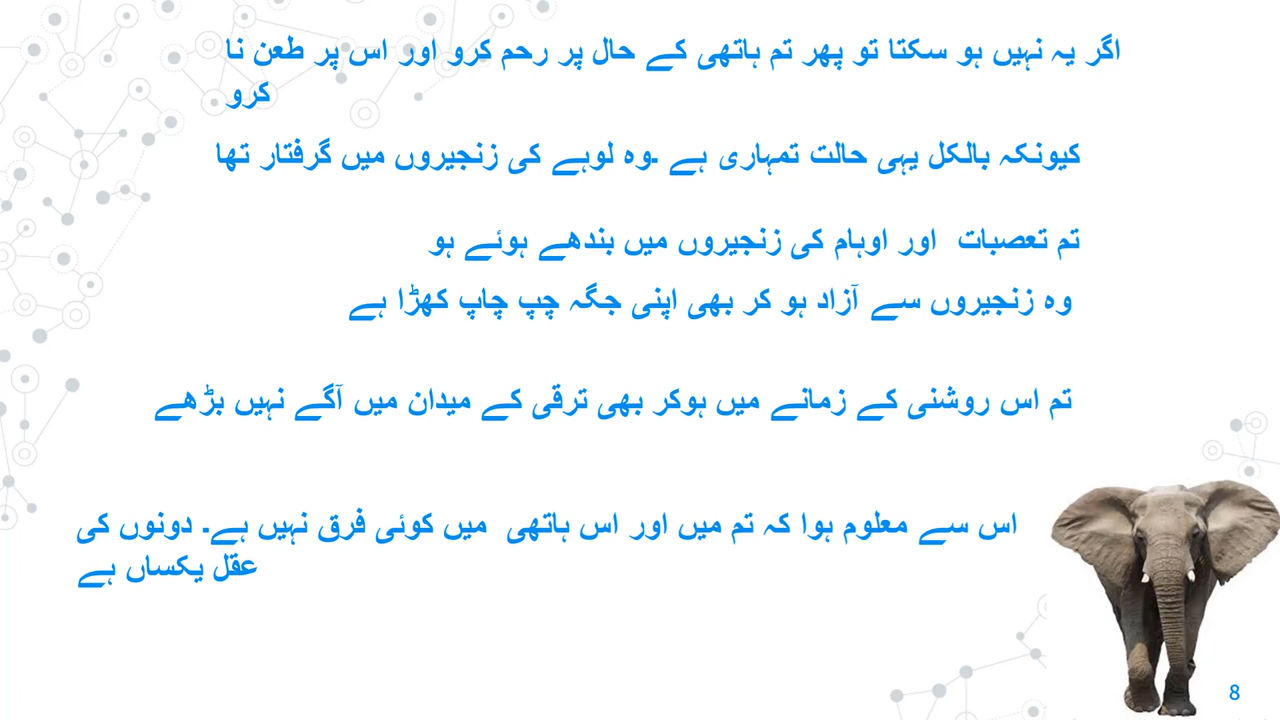 اگر یہ نہیں ہو سکتا تو پھر تم ہاتھی کے حال پر رحم کرو اور اس پر طعن نا
کرو
کیونکہ بالکل یہی حالت تمہاری ہے ۔وہ لوہے کی زنجیروں میں گرفتار تھا
تم تعصبات اور اوہام کی زنجیروں میں بندھے ہوئے ہو
وہ زنجیروں سے آزاد ہو کر بھی اپنی جگہ چپ چاپ کھڑا ہے
تم اس روشنی کے زمانے میں ہوکر بھی ترقی کے میدان میں آگے نہیں بڑھے
اس سے معلوم ہوا کہ تم میں اور اس ہاتھی میں کوئی فرق نہیں ہے۔ دونوں کی
عقل یکساں ہے
8